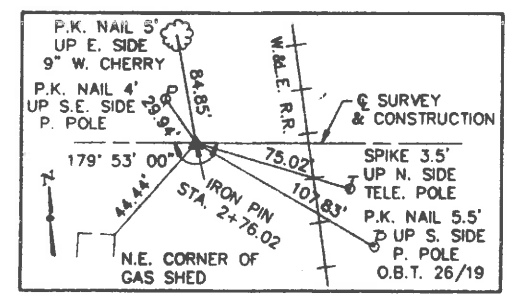 P.K. NAIL 5'
UP E. SIDE
9" W. CHERRY
P.K. NAIL 4'
UP S.E. SIDE
P. POLE
84.85'
29.94'
W.& E. R.R.
℄ SURVEY
& CONSTRUCTION
179° 53' 00"
75.02'
107.83'
SPIKE 3.5'
UP N. SIDE
TELE. POLE
44.44'
IRON PIN
STA. 2+76.02
P.K. NAIL 5.5'
UP S. SIDE
P. POLE
O.B.T. 26/19
N
N.E. CORNER OF
GAS SHED